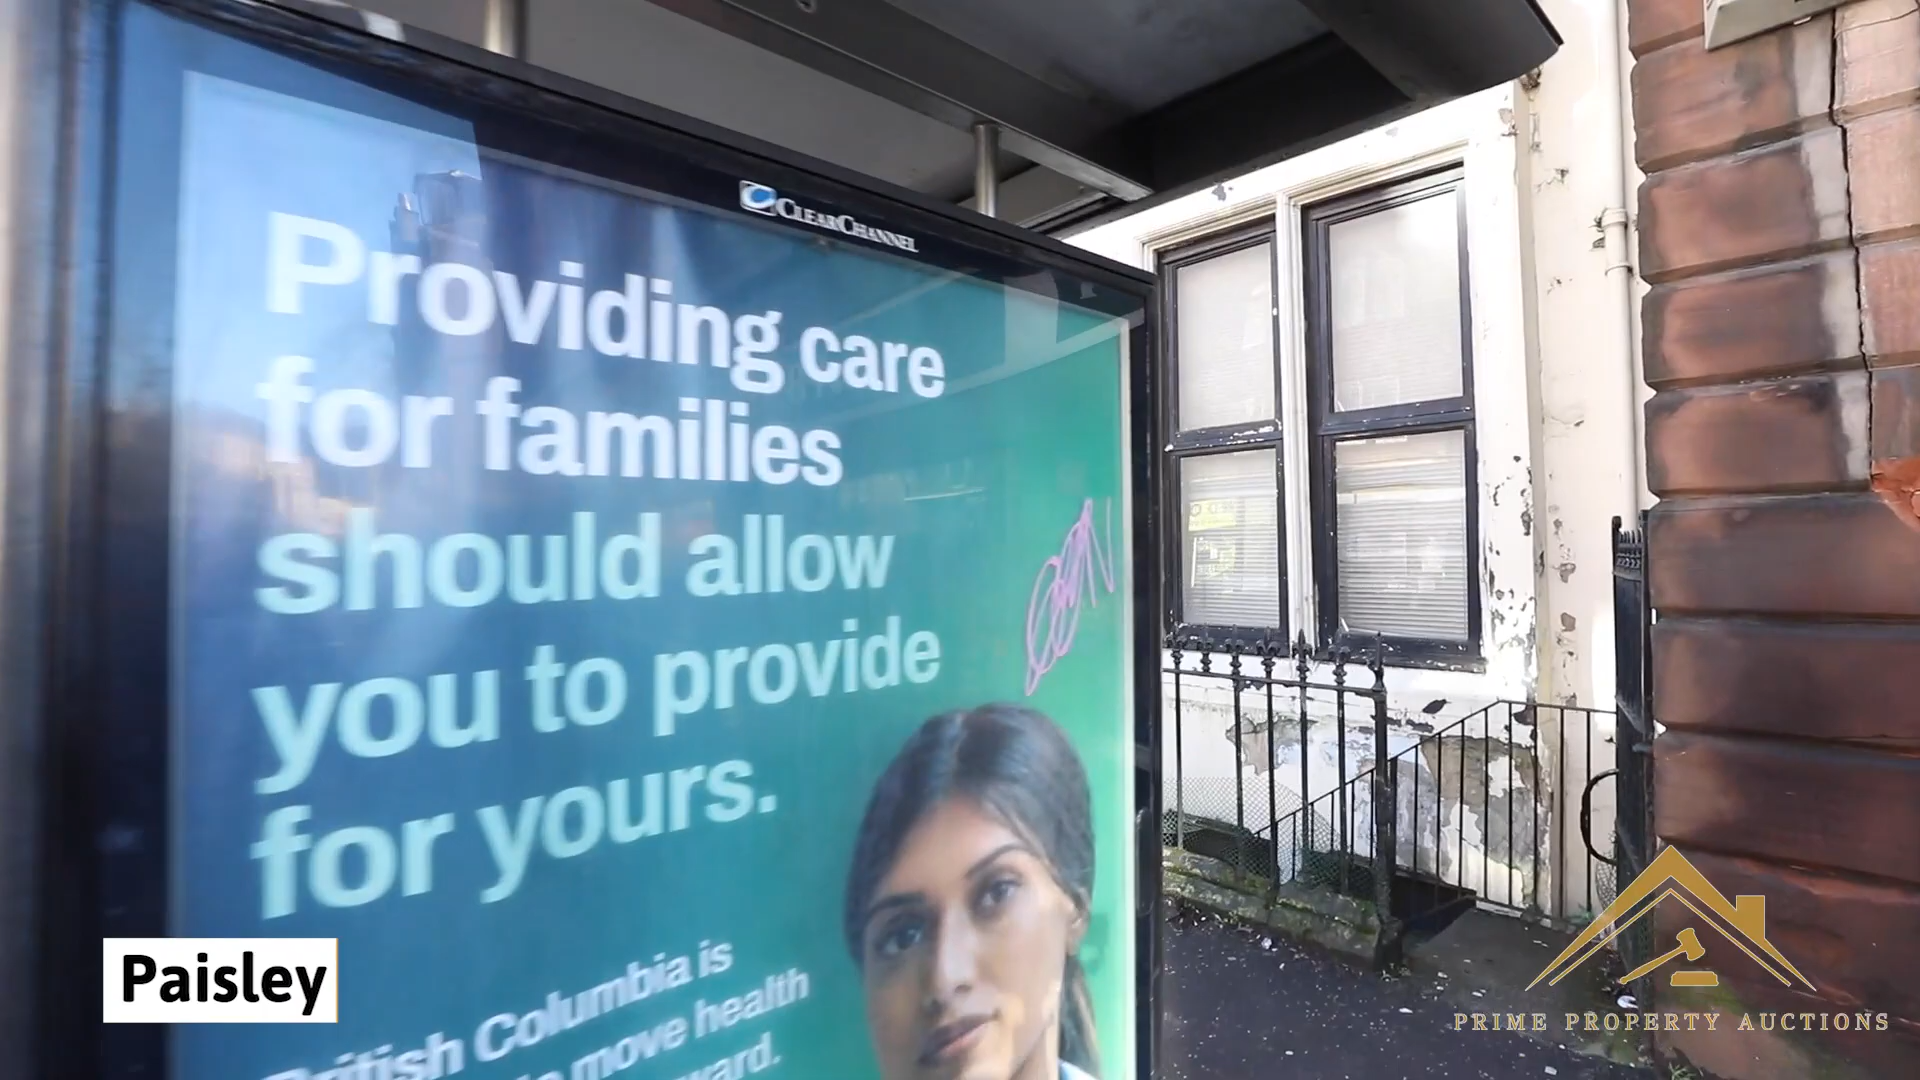 CLEARCHANNEL
Providing care
for families
should allow
you to provide
for yours.
British Columbia is
move health
Paisley
PRIME PROPERTY AUCTIONS